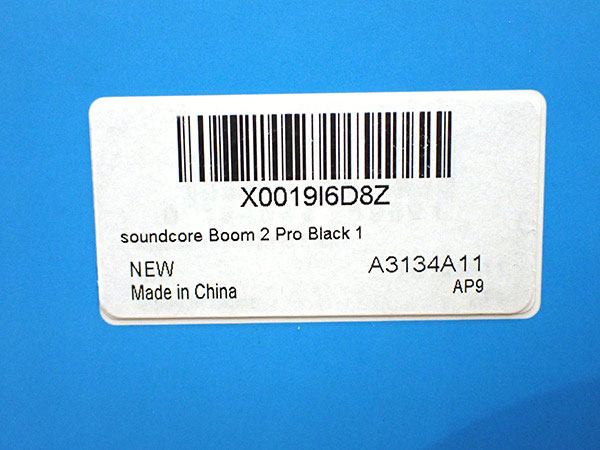 X0019I6D8Z
soundcore Boom 2 Pro Black 1
NEW
A3134A11
Made in China
AP9